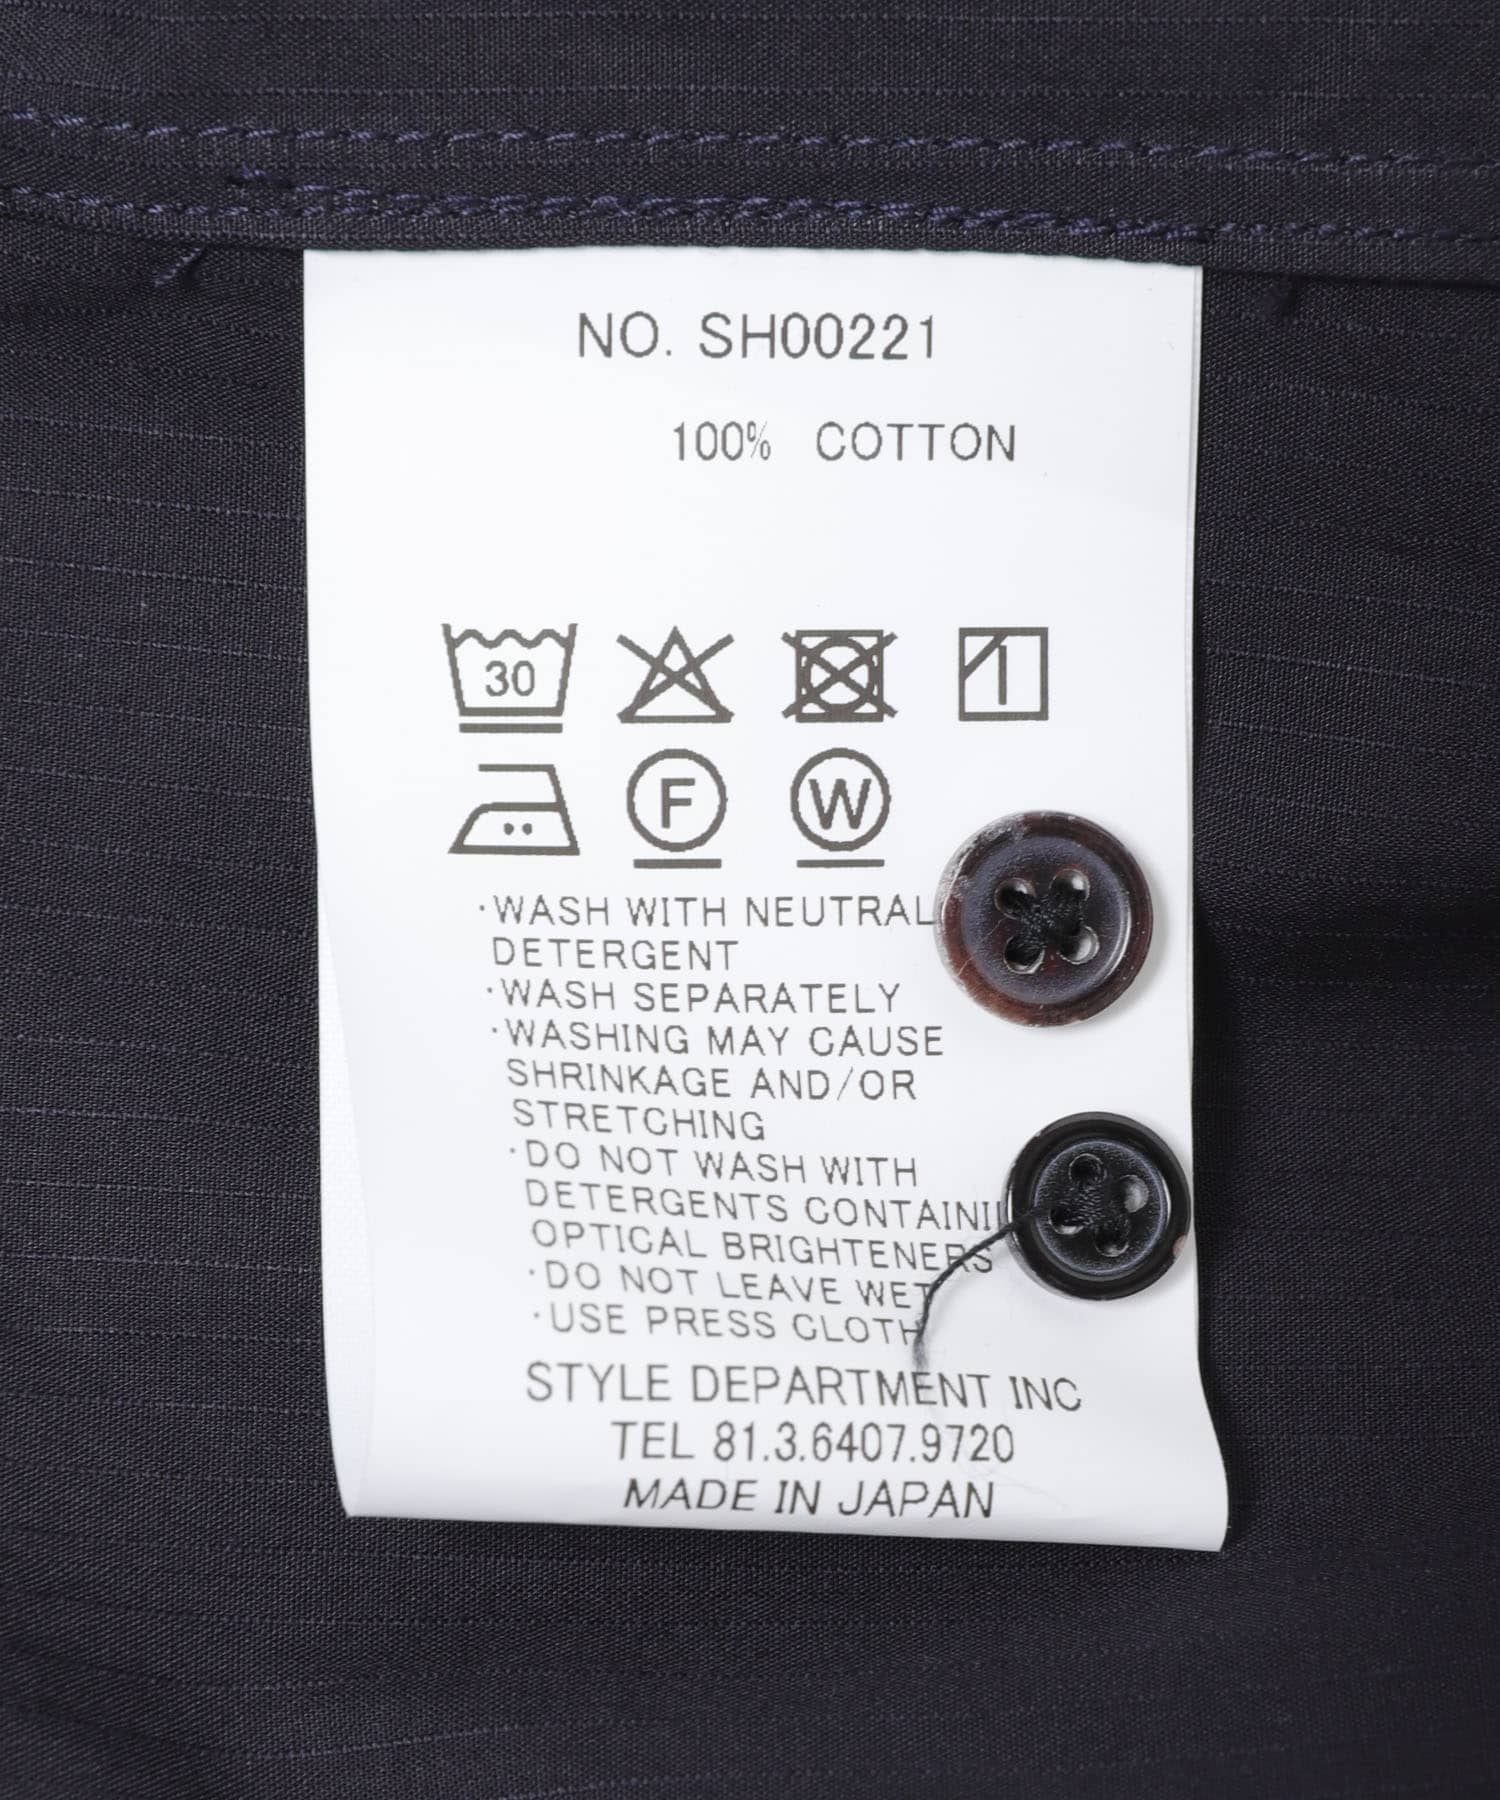 NO. SH00221
100% COTTON
30
F W
·WASH WITH NEUTRAL
DETERGENT
·WASH SEPARATELY
·WASHING MAY CAUSE
SHRINKAGE AND/OR
STRETCHING
·DO NOT WASH WITH
DETERGENTS
OPTICAL BRIGHTENERS
·DO NOT LEAVE WET
·USE PRESS CLOTH
STYLE DEPARTMENT INC
TEL 81.3.6407.9720
MADE IN JAPAN